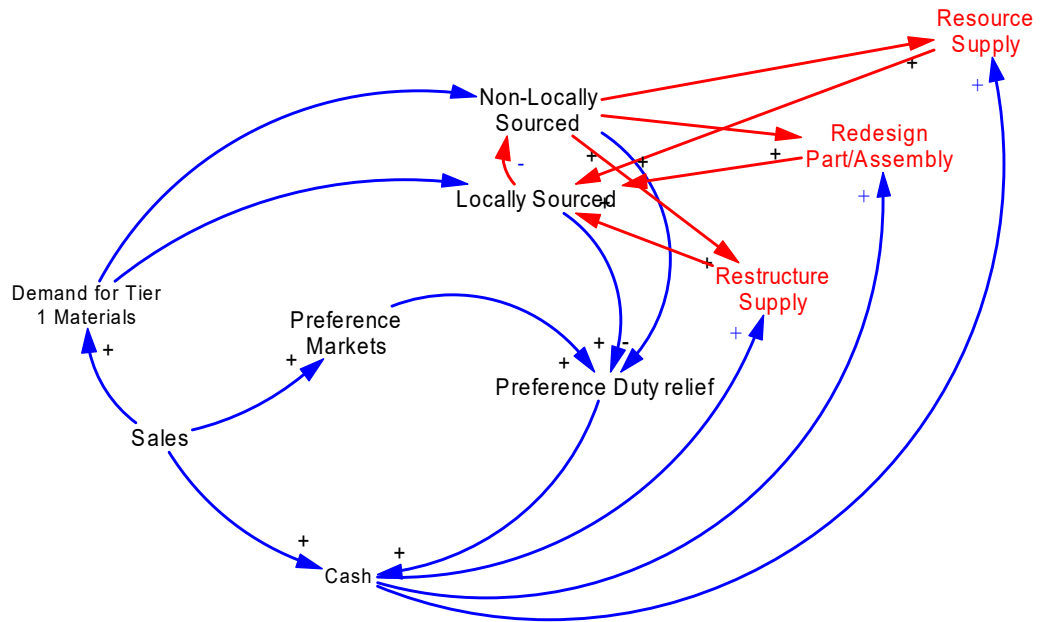 Resource
Supply
+
+
Non-Locally
Sourced
Redesign
Part/Assembly
+
+
+
-
+
Locally Sourced
+
+
Restructure
Supply
+
Demand for Tier
1 Materials
Preference
Markets
+
+
+
-
+
Preference Duty relief
Sales
+
+
Cash